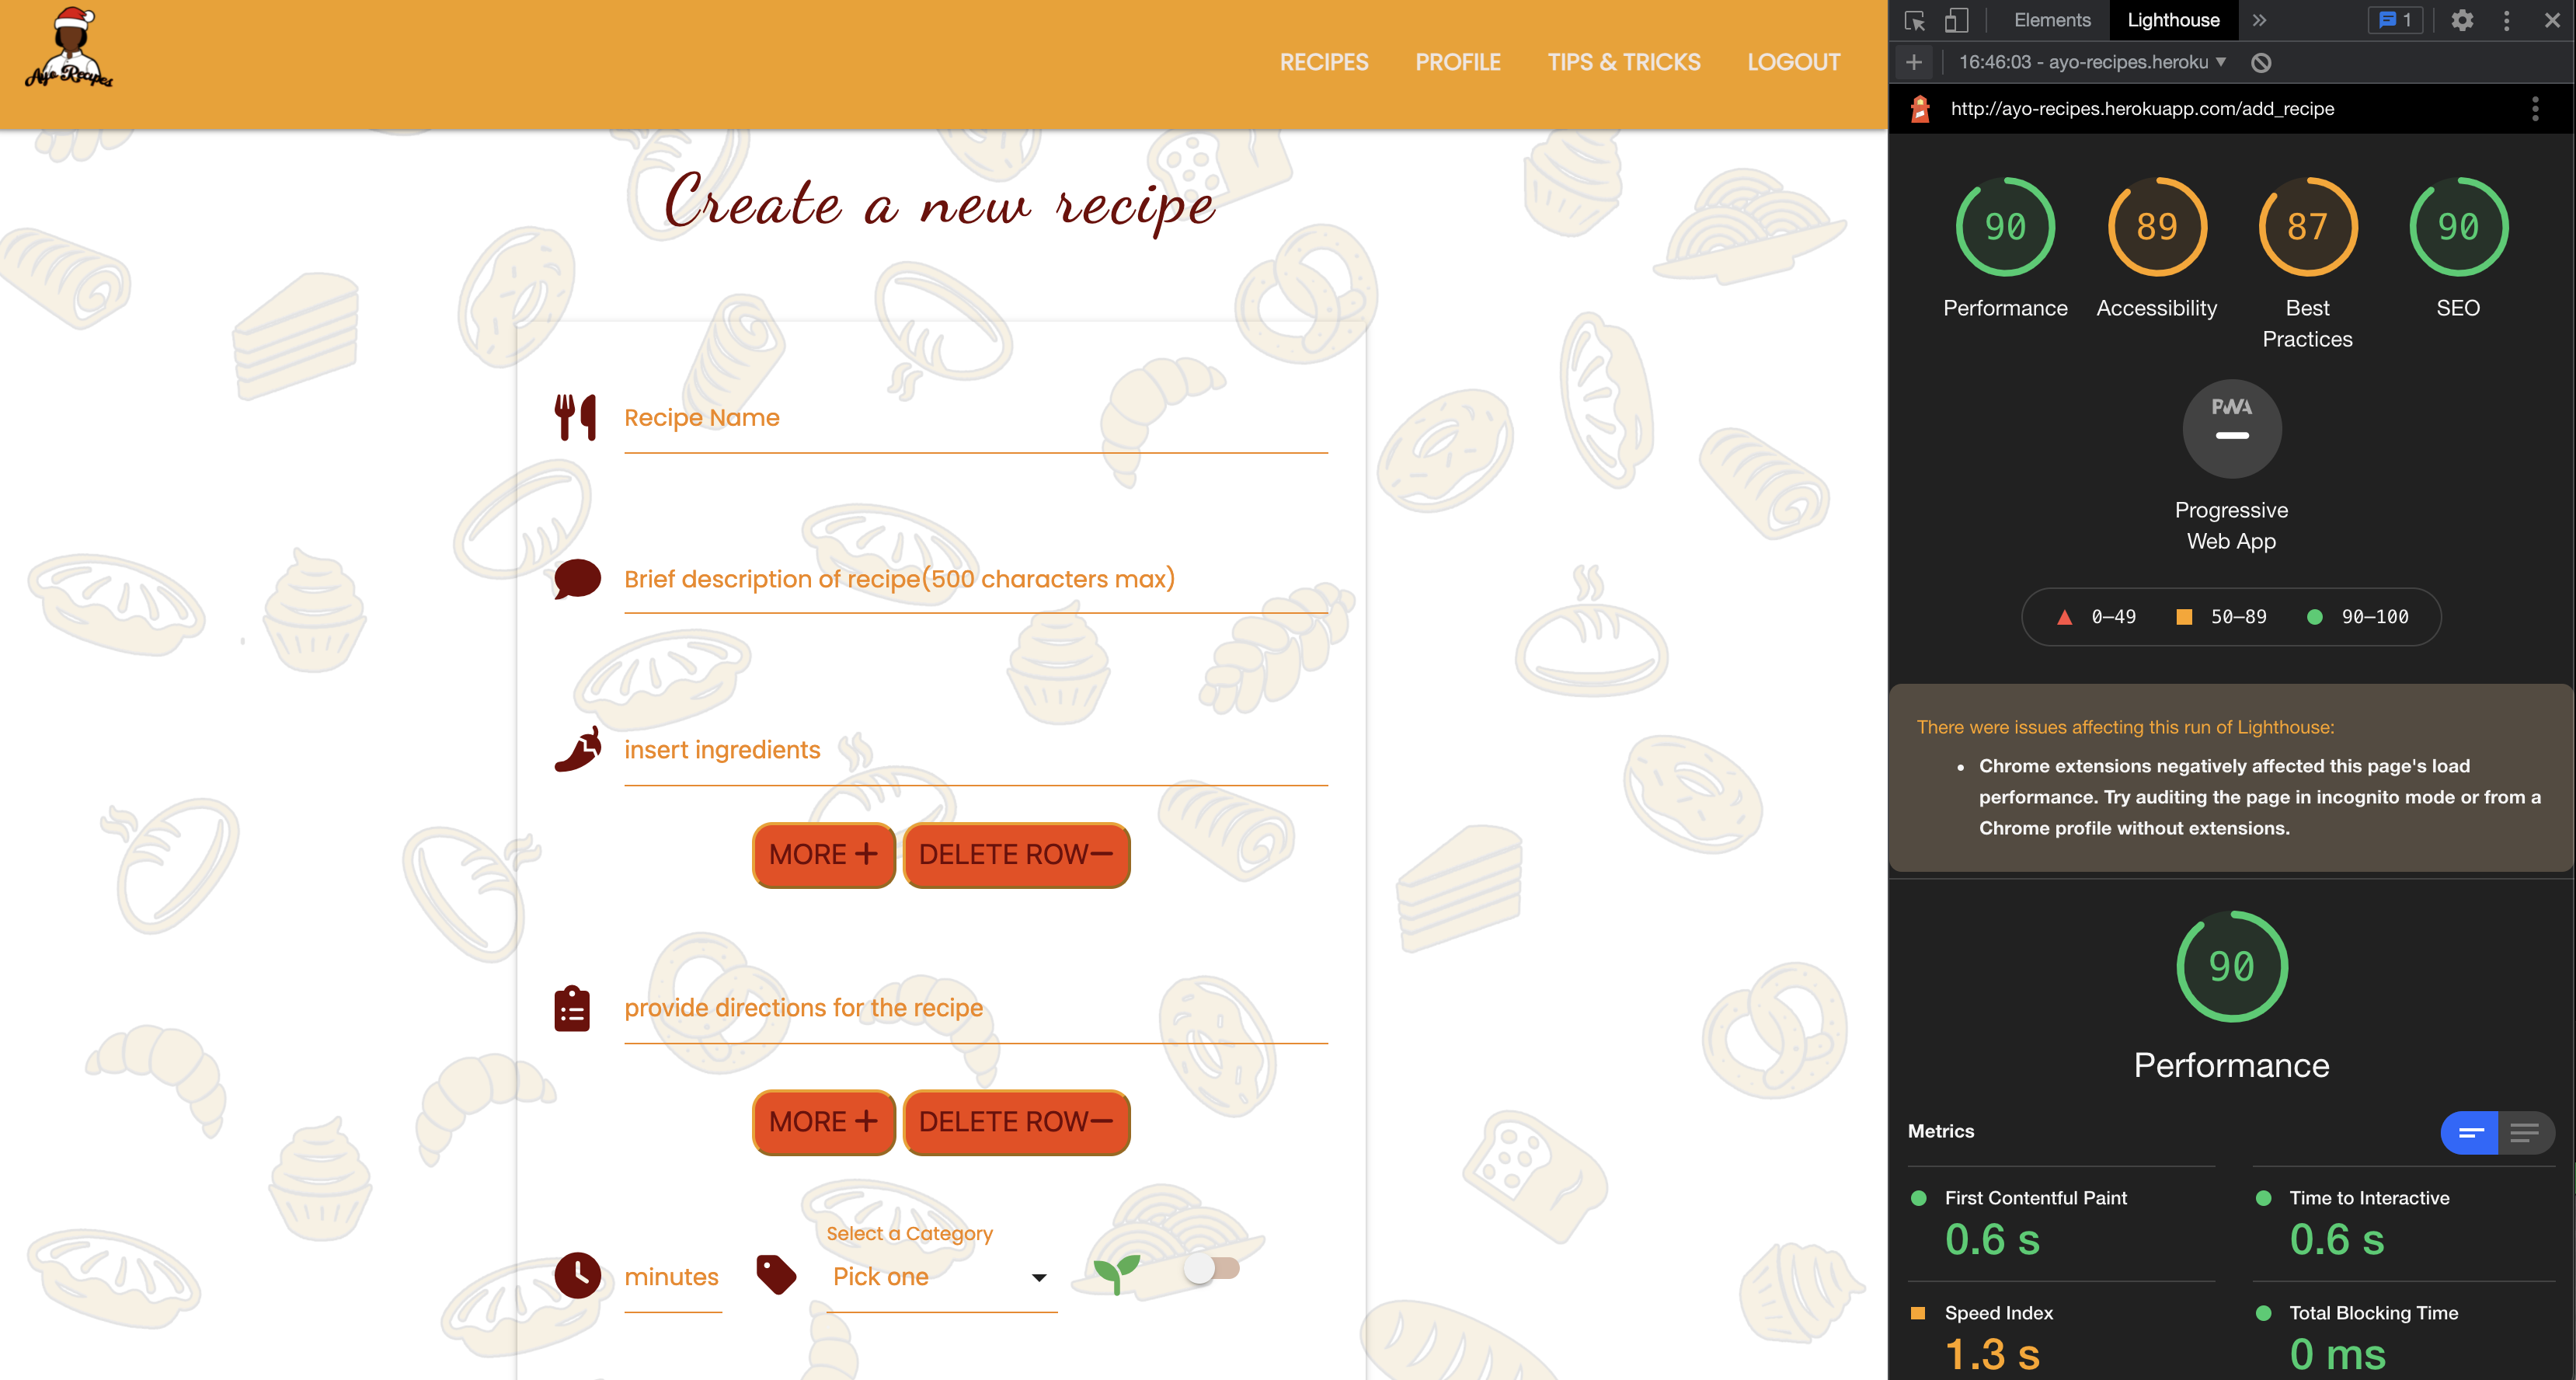 Ayo Recipes
RECIPES PROFILE TIPS & TRICKS LOGOUT
Create a new recipe
Recipe Name
Brief description of recipe(500 characters max)
insert ingredients
MORE + DELETE ROW−
provide directions for the recipe
MORE + DELETE ROW−
Select a Category
minutes Pick one
Elements Lighthouse » 1
16:46:03 - ayo-recipes.heroku ▼
http://ayo-recipes.herokuapp.com/add_recipe
90 89 87 90
Performance Accessibility Best SEO
Practices
PWA
Progressive
Web App
0–49 50–89 90–100
There were issues affecting this run of Lighthouse:
• Chrome extensions negatively affected this page's load
performance. Try auditing the page in incognito mode or from a
Chrome profile without extensions.
90
Performance
Metrics
First Contentful Paint Time to Interactive
0.6 s 0.6 s
Speed Index Total Blocking Time
1.3 s 0 ms